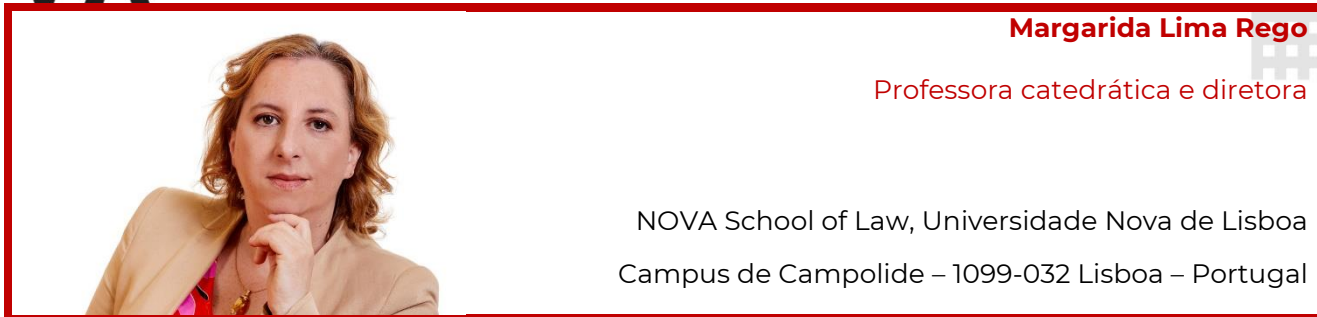 Margarida Lima Rego
Professora catedrática e diretora
NOVA School of Law, Universidade Nova de Lisboa
Campus de Campolide – 1099-032 Lisboa – Portugal